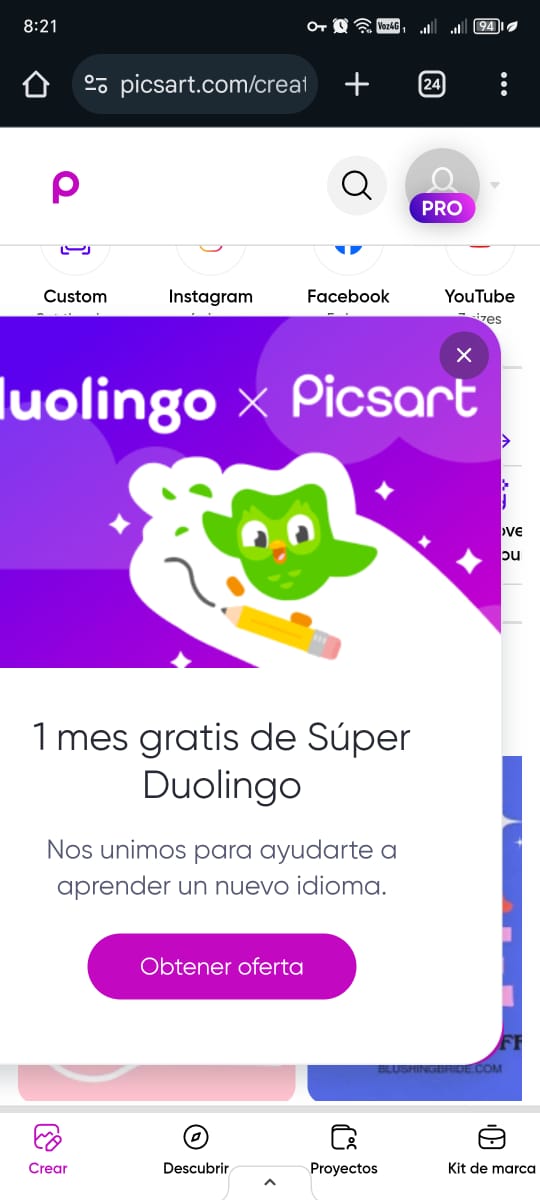 8:21
Voz4G 1
94
picsart.com/creat
24
PRO
Custom
Instagram
Facebook
YouTube
duolingo × Picsart
1 mes gratis de Súper
Duolingo
Nos unimos para ayudarte a
aprender un nuevo idioma.
Obtener oferta
BLUSHINGBRIDE.COM
Crear
Descubrir
Proyectos
Kit de marca